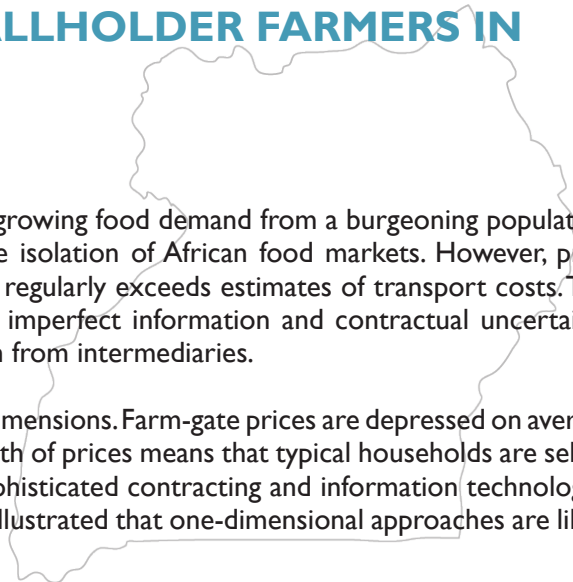 ALLHOLDER FARMERS IN
growing food demand from a burgeoning populat
e isolation of African food markets. However, p
regularly exceeds estimates of transport costs. T
imperfect information and contractual uncertai
n from intermediaries.
imensions. Farm-gate prices are depressed on aver
th of prices means that typical households are sel
phisticated contracting and information technolog
illustrated that one-dimensional approaches are lil